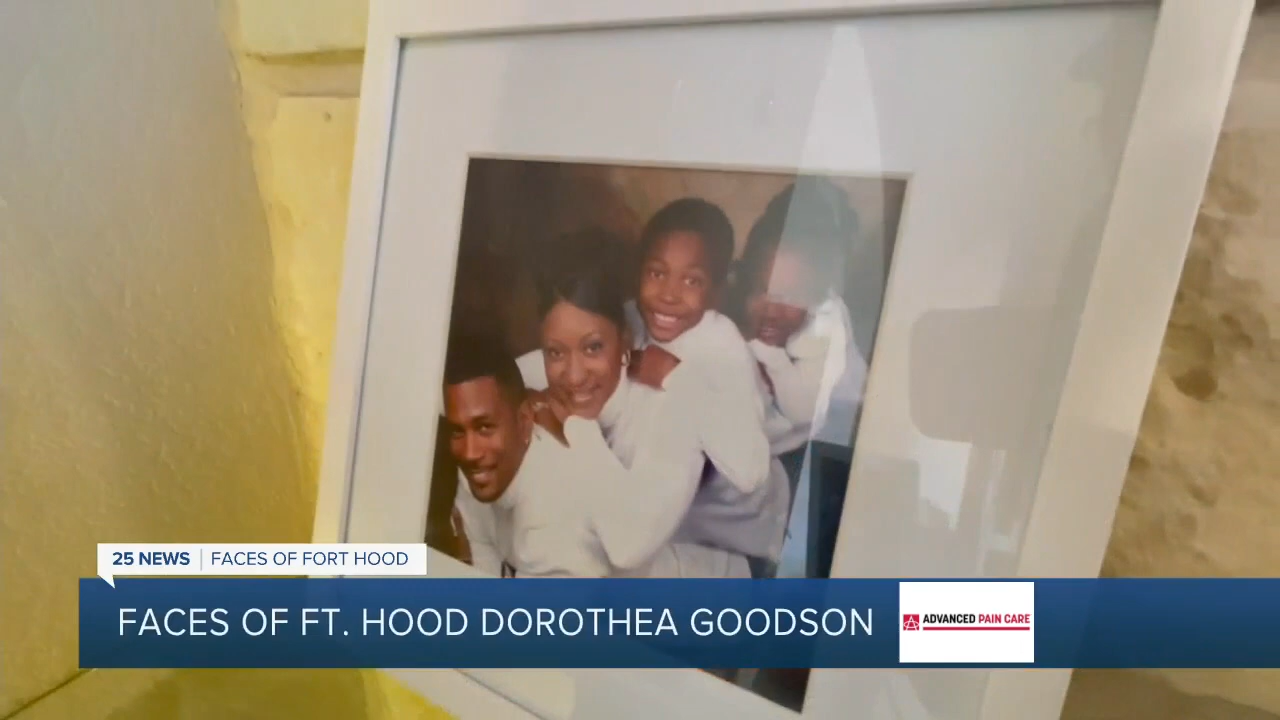 25 NEWS | FACES OF FORT HOOD
FACES OF FT. HOOD DOROTHEA GOODSON
ADVANCED PAIN CARE